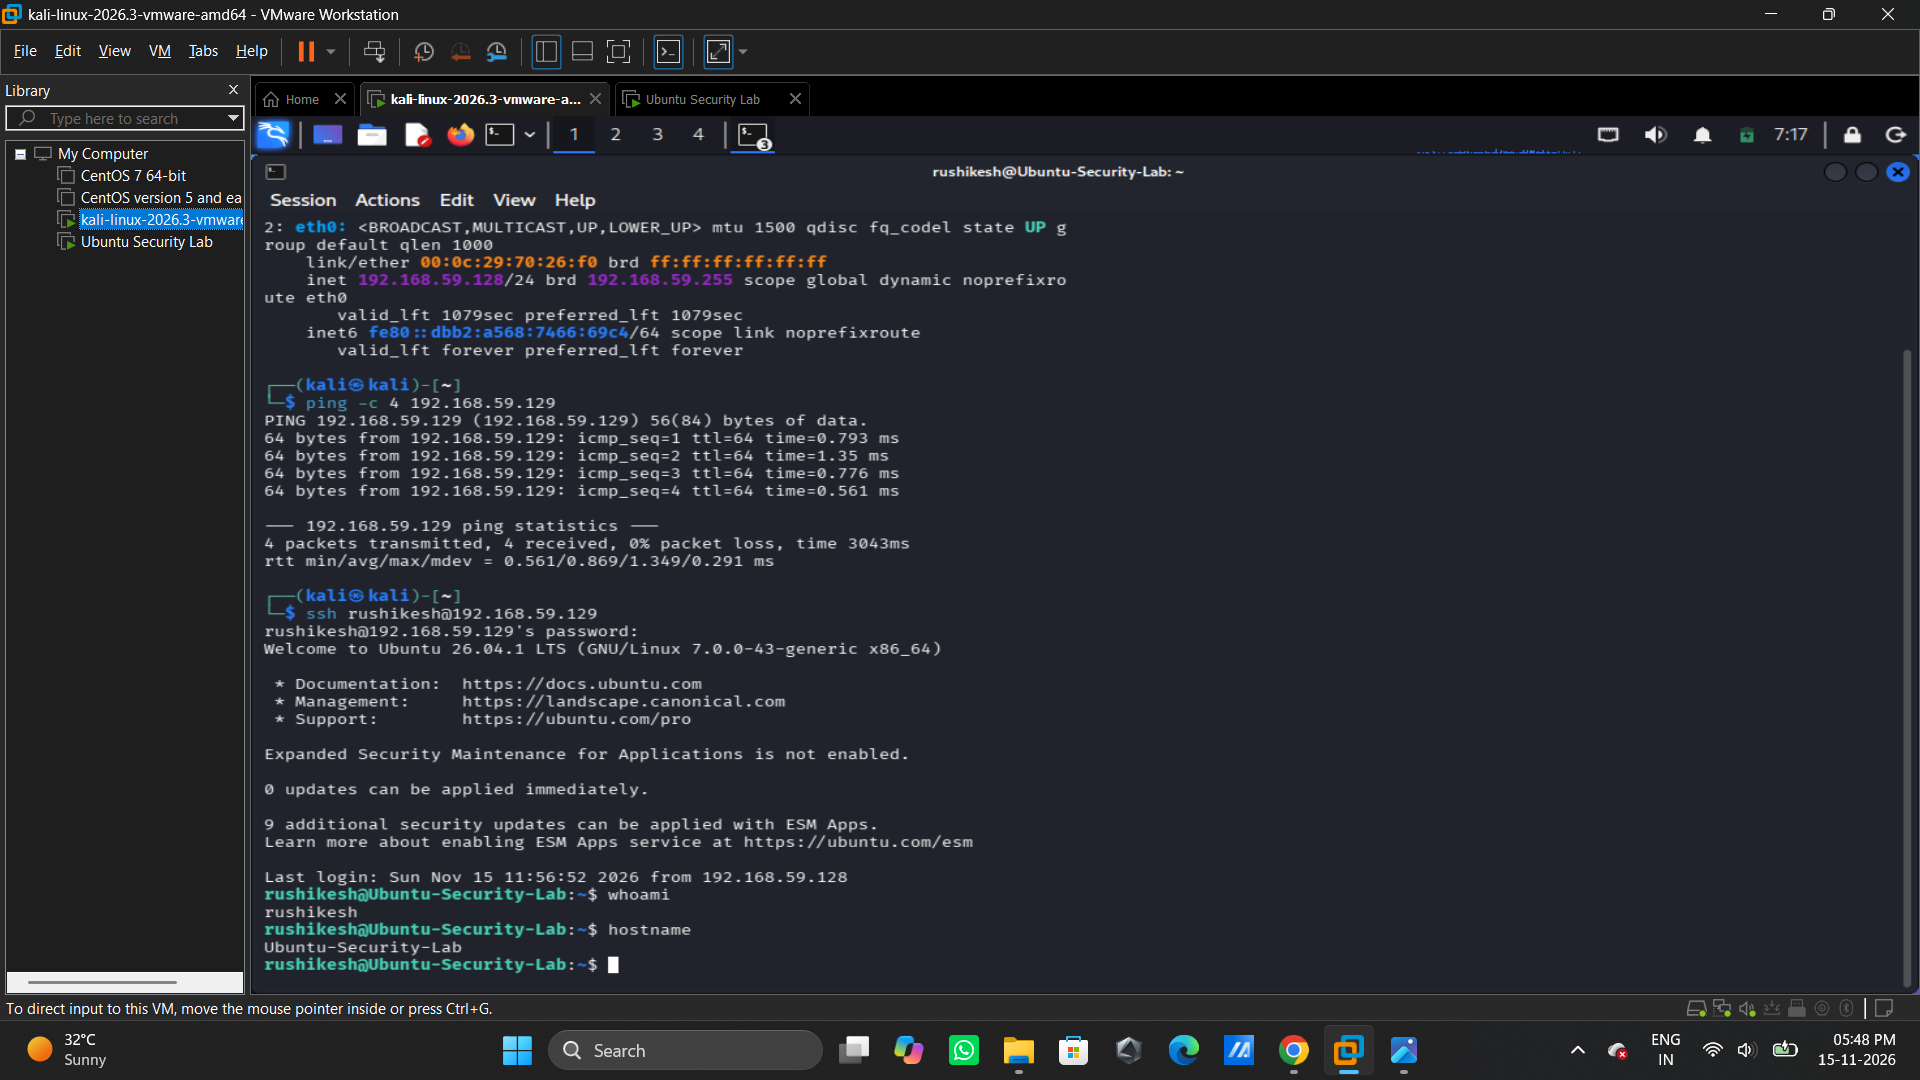 kali-linux-2026.3-vmware-amd64 - VMware Workstation
File Edit View VM Tabs Help
Library
Type here to search
My Computer
CentOS 7 64-bit
CentOS version 5 and ea
kali-linux-2026.3-vmware
Ubuntu Security Lab
Home
kali-linux-2026.3-vmware-a...
Ubuntu Security Lab
1 2 3 4
3
7:17
rushikesh@Ubuntu-Security-Lab: ~
Session Actions Edit View Help
2: eth0: <BROADCAST,MULTICAST,UP,LOWER_UP> mtu 1500 qdisc fq_codel state UP g
roup default qlen 1000
link/ether 00:0c:29:70:26:f0 brd ff:ff:ff:ff:ff:ff
inet 192.168.59.128/24 brd 192.168.59.255 scope global dynamic noprefixro
ute eth0
valid_lft 1079sec preferred_lft 1079sec
inet6 fe80::dbb2:a568:7466:69c4/64 scope link noprefixroute
valid_lft forever preferred_lft forever
┌──(kali㉿kali)-[~]
└─$ ping -c 4 192.168.59.129
PING 192.168.59.129 (192.168.59.129) 56(84) bytes of data.
64 bytes from 192.168.59.129: icmp_seq=1 ttl=64 time=0.793 ms
64 bytes from 192.168.59.129: icmp_seq=2 ttl=64 time=1.35 ms
64 bytes from 192.168.59.129: icmp_seq=3 ttl=64 time=0.776 ms
64 bytes from 192.168.59.129: icmp_seq=4 ttl=64 time=0.561 ms
--- 192.168.59.129 ping statistics ---
4 packets transmitted, 4 received, 0% packet loss, time 3043ms
rtt min/avg/max/mdev = 0.561/0.869/1.349/0.291 ms
┌──(kali㉿kali)-[~]
└─$ ssh rushikesh@192.168.59.129
rushikesh@192.168.59.129's password:
Welcome to Ubuntu 26.04.1 LTS (GNU/Linux 7.0.0-43-generic x86_64)
* Documentation: https://docs.ubuntu.com
* Management: https://landscape.canonical.com
* Support: https://ubuntu.com/pro
Expanded Security Maintenance for Applications is not enabled.
0 updates can be applied immediately.
9 additional security updates can be applied with ESM Apps.
Learn more about enabling ESM Apps service at https://ubuntu.com/esm
Last login: Sun Nov 15 11:56:52 2026 from 192.168.59.128
rushikesh@Ubuntu-Security-Lab:~$ whoami
rushikesh
rushikesh@Ubuntu-Security-Lab:~$ hostname
Ubuntu-Security-Lab
rushikesh@Ubuntu-Security-Lab:~$
To direct input to this VM, move the mouse pointer inside or press Ctrl+G.
32°C
Sunny
Search
ENG
IN
05:48 PM
15-11-2026